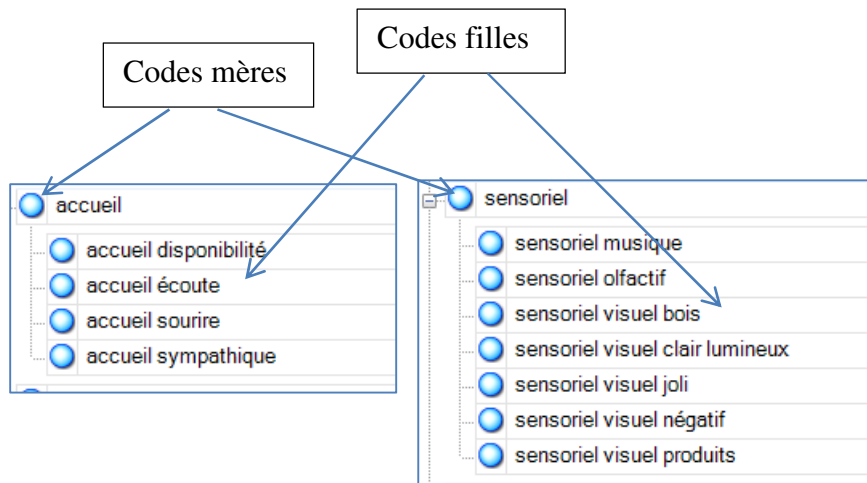 Codes filles
Codes mères
accueil
accueil disponibilité
accueil écoute
accueil sourire
accueil sympathique
sensoriel
sensoriel musique
sensoriel olfactif
sensoriel visuel bois
sensoriel visuel clair lumineux
sensoriel visuel joli
sensoriel visuel négatif
sensoriel visuel produits